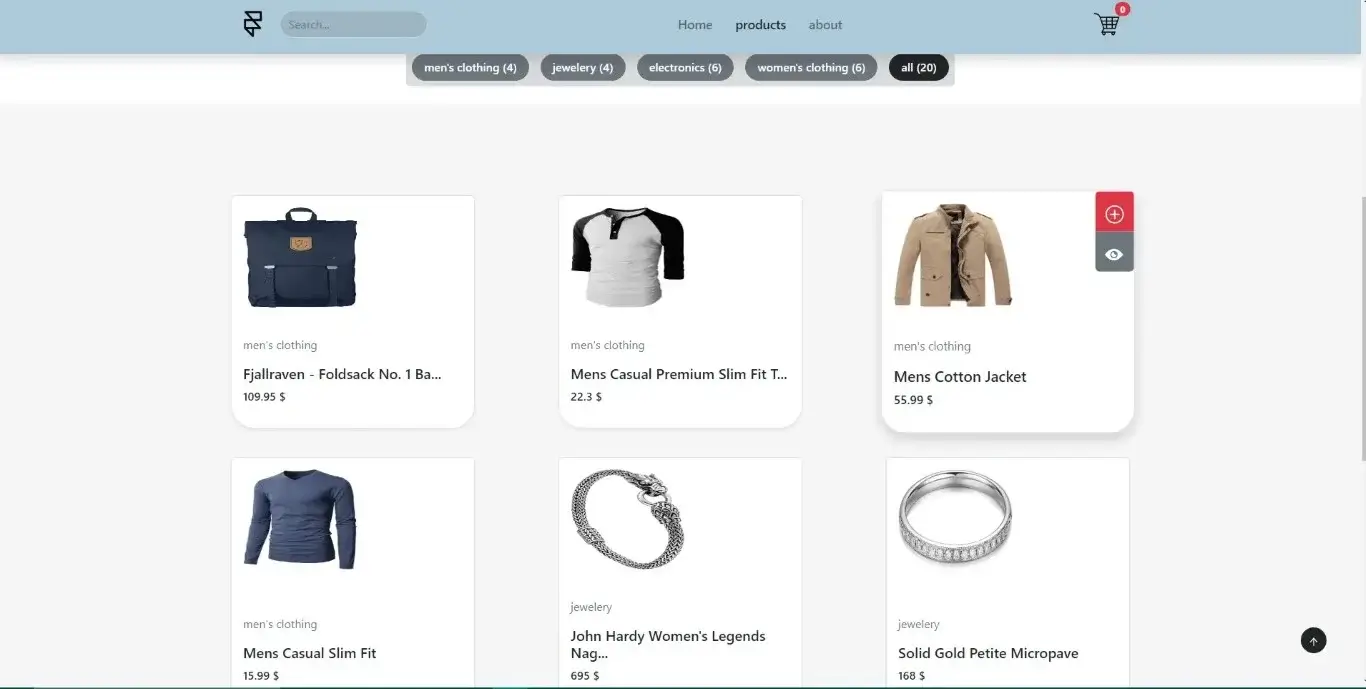 Search...
Home
products
about
0
men's clothing (4)
jewelery (4)
electronics (6)
women's clothing (6)
all (20)
men's clothing
Fjallraven - Foldsack No. 1 Ba...
109.95 $
men's clothing
Mens Casual Premium Slim Fit T...
22.3 $
men's clothing
Mens Cotton Jacket
55.99 $
men's clothing
Mens Casual Slim Fit
15.99 $
jewelery
John Hardy Women's Legends
Nag...
695 $
jewelery
Solid Gold Petite Micropave
168 $